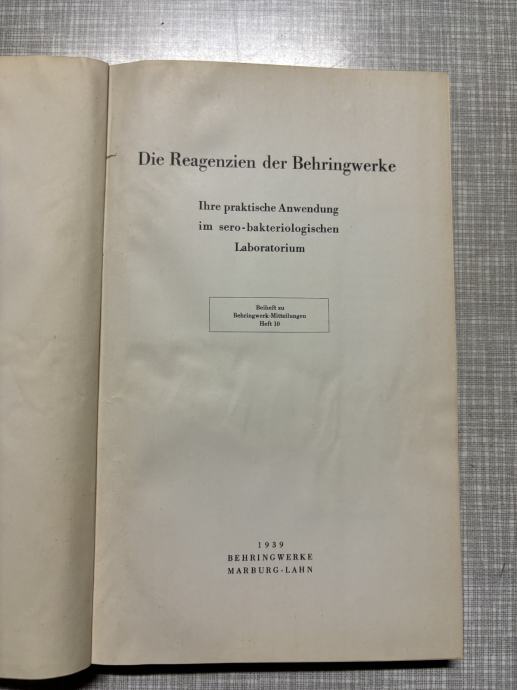 Die Reagenzien der Behringwerke
Ihre praktische Anwendung
im sero-bakteriologischen
Laboratorium
Beiheft zu
Behringwerk-Mitteilungen
Heft 10
1939
BEHRINGWERKE
MARBURG-LAHN